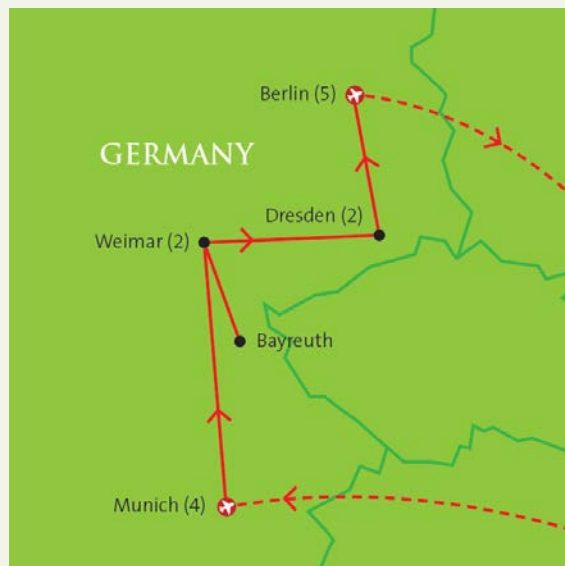 Berlin (5)
GERMANY
Dresden (2)
Weimar (2)
Bayreuth
Munich (4)